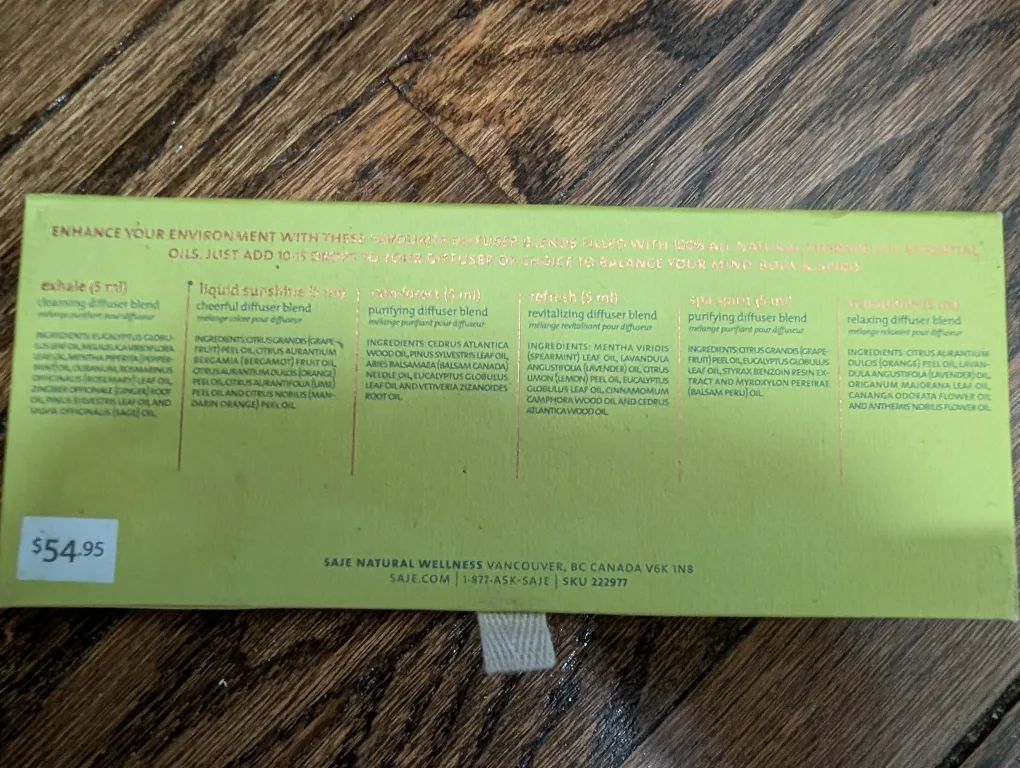 ENHANCE YOUR ENVIRONMENT WITH THESE DIFFUSER BLENDS FILLED WITH 100% ALL NATURAL ESSENTIAL
OILS. JUST ADD 10-15 DROPS TO YOUR DIFFUSER OF CHOICE TO BALANCE YOUR MIND, BODY & SPIRIT.
exhale (5 ml)
cleansing diffuser blend
mélange purifiant pour diffuseur
INGREDIENTS: EUCALYPTUS GLOBU-
LUS LEAF OIL, MELALEUCA VIRIDIFLORA
LEAF OIL, MENTHA PIPERITA (PEPPER-
MINT) OIL, OLIBANUM, ROSMARINUS
OFFICINALIS (ROSEMARY) LEAF OIL,
ZINGIBER OFFICINALE (GINGER) ROOT
OIL, PINUS SYLVESTRIS LEAF OIL AND
SALVIA OFFICINALIS (SAGE) OIL.
liquid sunshine (5 ml)
cheerful diffuser blend
mélange coloré pour diffuseur
INGREDIENTS: CITRUS GRANDIS (GRAPE-
FRUIT) PEEL OIL, CITRUS AURANTIUM
BERGAMIA (BERGAMOT) FRUIT OIL,
CITRUS AURANTIUM DULCIS (ORANGE)
PEEL OIL, CITRUS AURANTIFOLIA (LIME)
PEEL OIL AND CITRUS NOBILIS (MAN-
DARIN ORANGE) PEEL OIL.
rain forest (5 ml)
purifying diffuser blend
mélange purifiant pour diffuseur
INGREDIENTS: CEDRUS ATLANTICA
WOOD OIL, PINUS SYLVESTRIS LEAF OIL,
ABIES BALSAMEA (BALSAM CANADA)
NEEDLE OIL, EUCALYPTUS GLOBULUS
LEAF OIL AND VETIVERIA ZIZANOIDES
ROOT OIL.
refresh (5 ml)
revitalizing diffuser blend
mélange revitalisant pour diffuseur
INGREDIENTS: MENTHA VIRIDIS
(SPEARMINT) LEAF OIL, LAVANDULA
ANGUSTIFOLIA (LAVENDER) OIL, CITRUS
LIMON (LEMON) PEEL OIL, EUCALYPTUS
GLOBULUS LEAF OIL, CINNAMOMUM
CAMPHORA WOOD OIL AND CEDRUS
ATLANTICA WOOD OIL.
spa spirit (5 ml)
purifying diffuser blend
mélange purifiant pour diffuseur
INGREDIENTS: CITRUS GRANDIS (GRAPE-
FRUIT) PEEL OIL, EUCALYPTUS GLOBULUS
LEAF OIL, STYRAX BENZOIN RESIN EX-
TRACT AND MYROXYLON PEREIRAE
(BALSAM PERU) OIL.
(5 ml)
relaxing diffuser blend
mélange relaxant pour diffuseur
INGREDIENTS: CITRUS AURANTIUM
DULCIS (ORANGE) PEEL OIL, LAVAN-
DULA ANGUSTIFOLIA (LAVENDER) OIL,
ORIGANUM MAJORANA LEAF OIL,
CANANGA ODORATA FLOWER OIL
AND ANTHEMIS NOBILIS FLOWER OIL.
$54.95
SAJE NATURAL WELLNESS VANCOUVER, BC CANADA V6K 1N8
SAJE.COM | 1-877-ASK-SAJE | SKU 222977